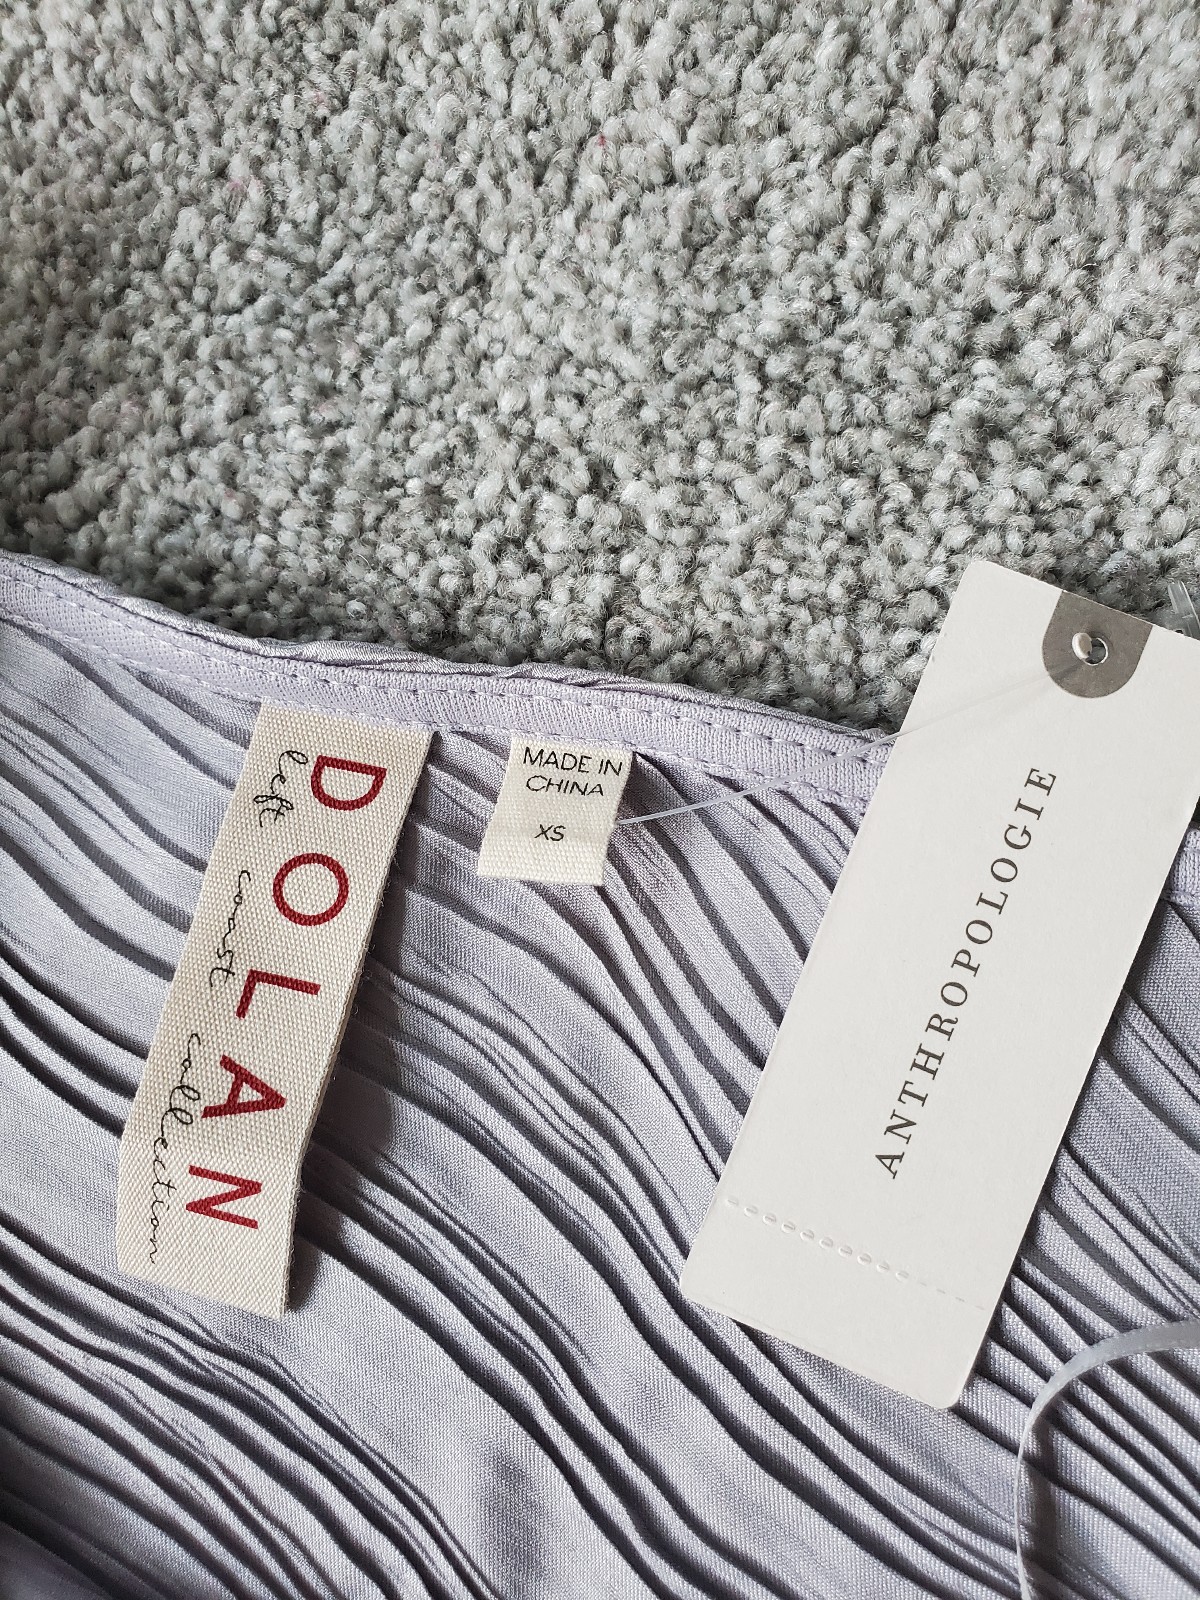 DOLAN
left coast collection
MADE IN
CHINA
XS
ANTHROPOLOGIE